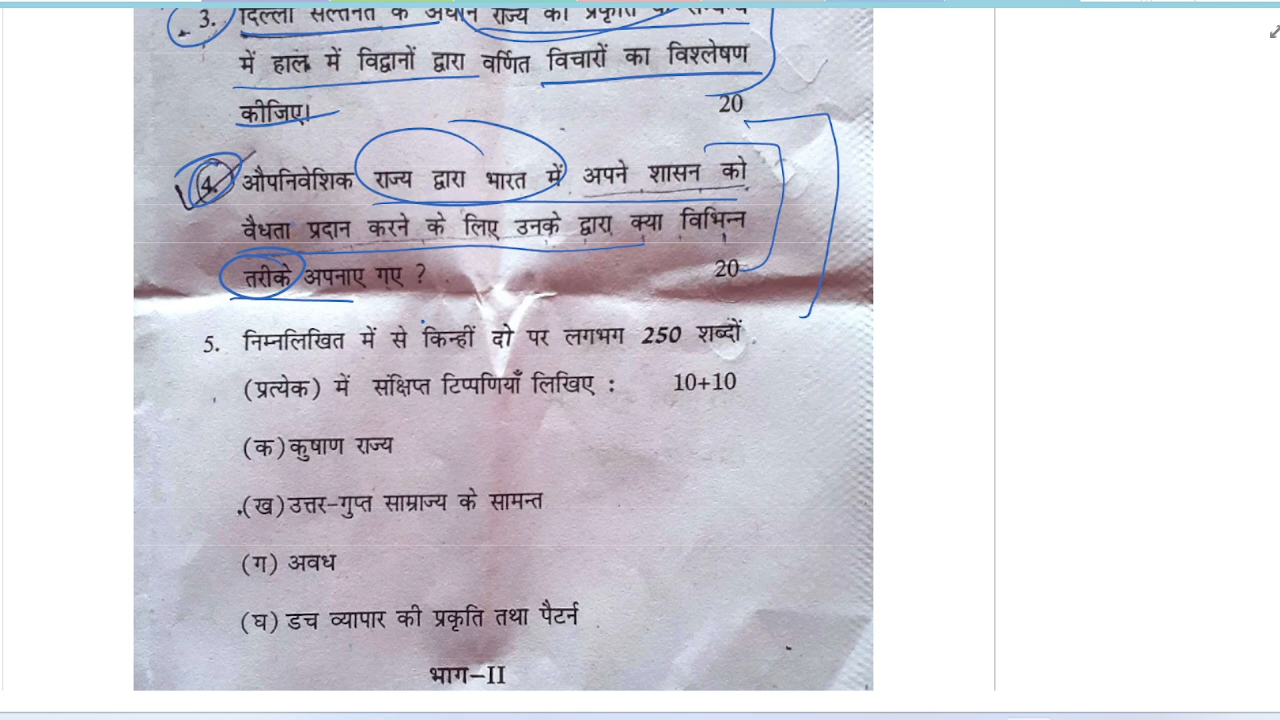 3. दिल्ली सल्तनत के अधीन राज्य की प्रकृति के सम्बन्ध
में हाल में विद्वानों द्वारा वर्णित विचारों का विश्लेषण
कीजिए। 20
4. औपनिवेशिक राज्य द्वारा भारत में अपने शासन को
वैधता प्रदान करने के लिए उनके द्वारा क्या विभिन्न
तरीके अपनाए गए ? 20
5. निम्नलिखित में से किन्हीं दो पर लगभग 250 शब्दों
(प्रत्येक) में संक्षिप्त टिप्पणियाँ लिखिए : 10+10
(क) कुषाण राज्य
(ख) उत्तर-गुप्त साम्राज्य के सामन्त
(ग) अवध
(घ) डच व्यापार की प्रकृति तथा पैटर्न
भाग-II